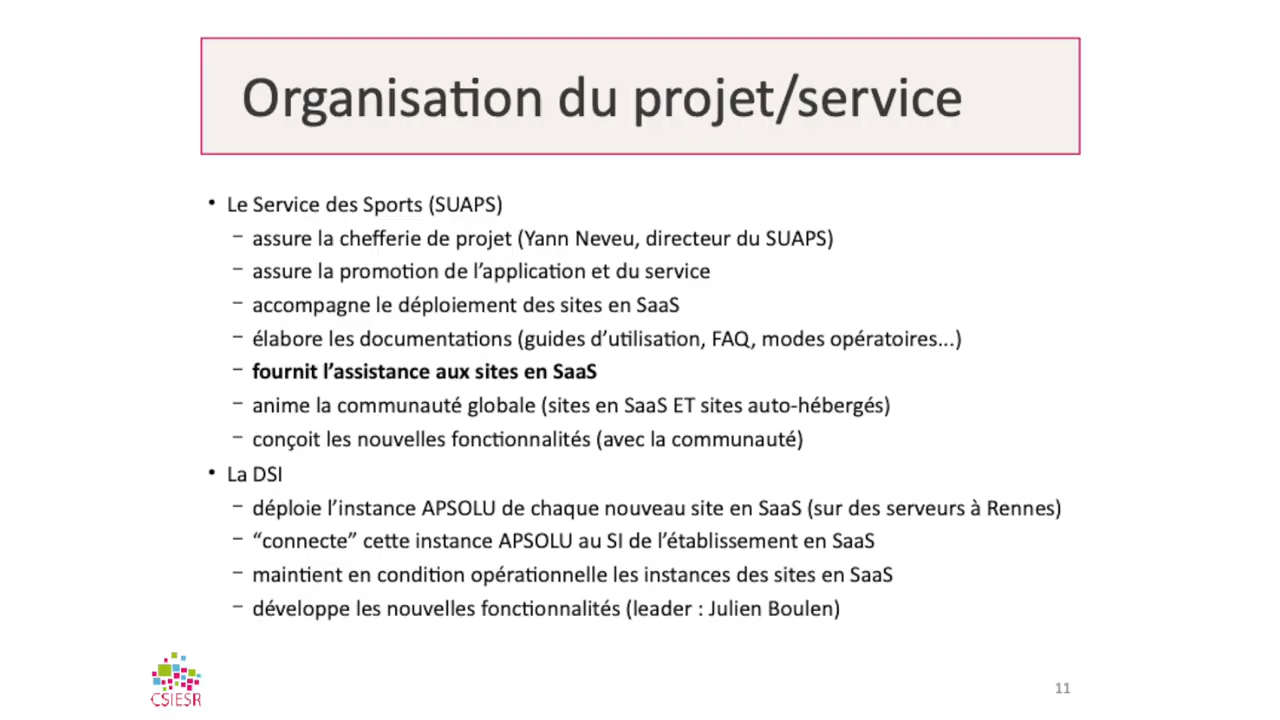 Organisation du projet/service
• Le Service des Sports (SUAPS)
– assure la chefferie de projet (Yann Neveu, directeur du SUAPS)
– assure la promotion de l’application et du service
– accompagne le déploiement des sites en SaaS
– élabore les documentations (guides d’utilisation, FAQ, modes opératoires...)
– fournit l’assistance aux sites en SaaS
– anime la communauté globale (sites en SaaS ET sites auto-hébergés)
– conçoit les nouvelles fonctionnalités (avec la communauté)
• La DSI
– déploie l’instance APSOLU de chaque nouveau site en SaaS (sur des serveurs à Rennes)
– “connecte” cette instance APSOLU au SI de l’établissement en SaaS
– maintient en condition opérationnelle les instances des sites en SaaS
– développe les nouvelles fonctionnalités (leader : Julien Boulen)
CSIESR
11